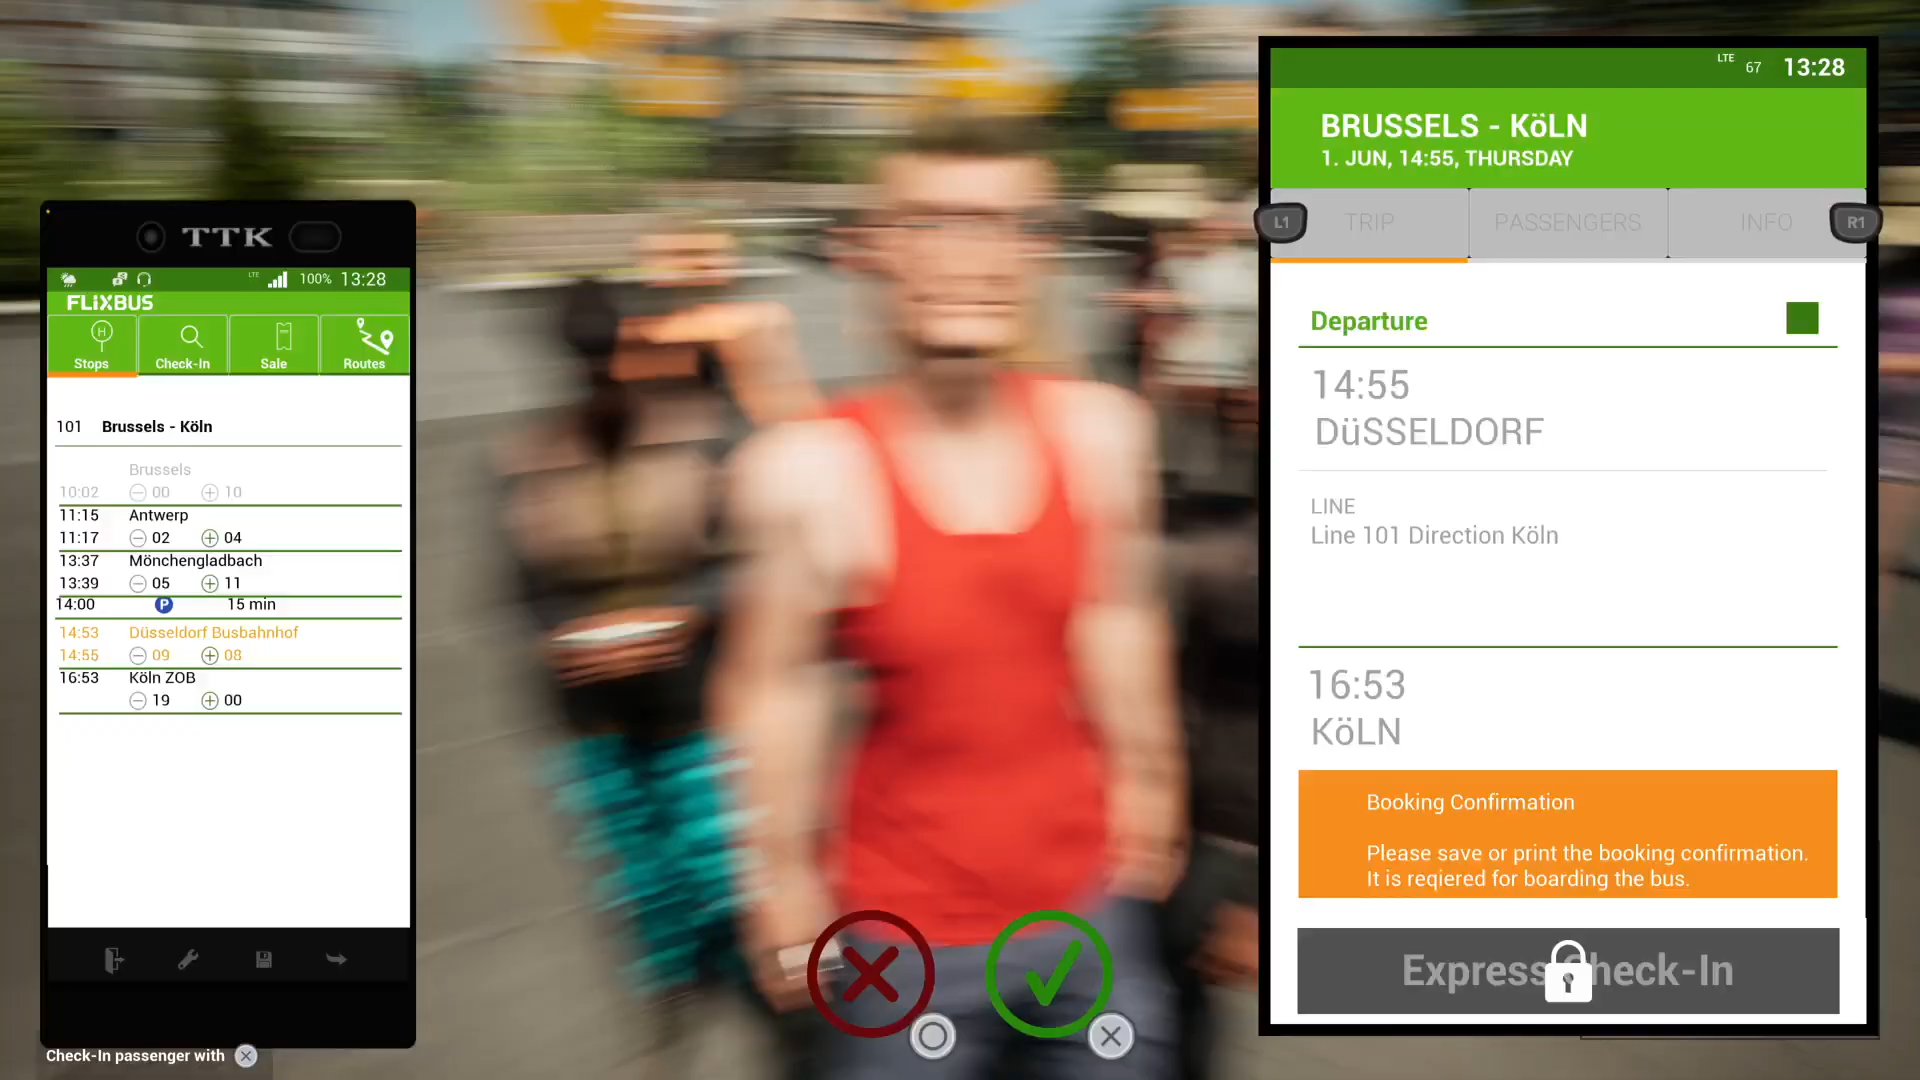 TTK
LTE 100% 13:28
FLiXBUS
H
Stops Check-In Sale Routes
101 Brussels - Köln
Brussels
10:02 00 10
11:15 Antwerp
11:17 02 04
13:37 Mönchengladbach
13:39 05 11
14:00 P 15 min
14:53 Düsseldorf Busbahnhof
14:55 09 08
16:53 Köln ZOB
19 00
Check-In passenger with
LTE 67 13:28
BRUSSELS - KöLN
1. JUN, 14:55, THURSDAY
L1 TRIP PASSENGERS INFO R1
Departure
14:55
DüSSELDORF
LINE
Line 101 Direction Köln
16:53
KöLN
Booking Confirmation
Please save or print the booking confirmation.
It is reqiered for boarding the bus.
Express Check-In